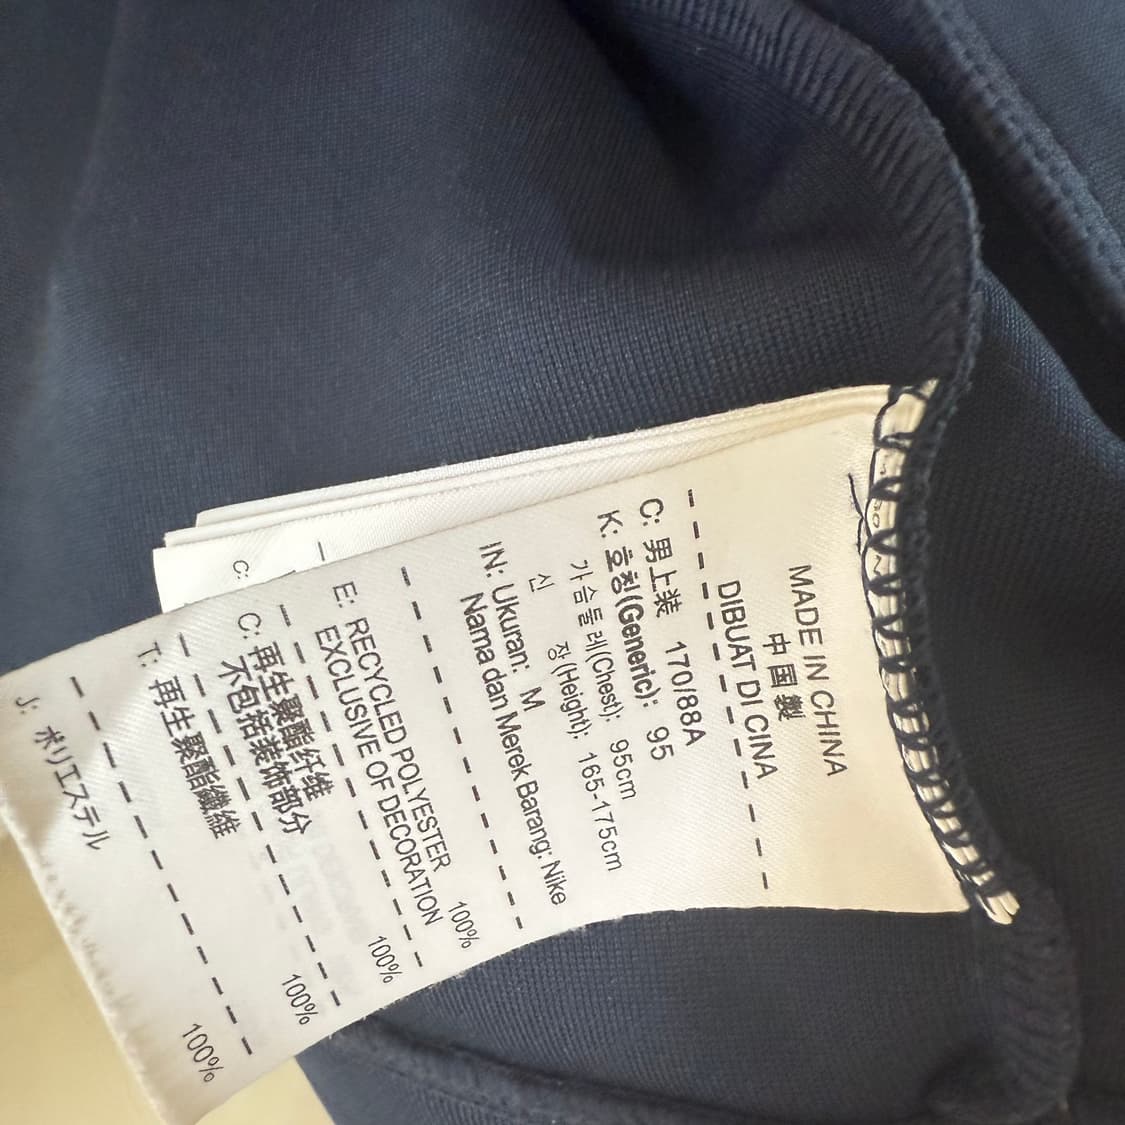 MADE IN CHINA
中国製
DIBUAT DI CINA
C: 男上装 170/88A
K: 호칭(Generic): 95
가슴둘레(Chest): 95cm
신 장(Height): 165-175cm
IN: Ukuran: M
Nama dan Merek Barang: Nike
E: RECYCLED POLYESTER 100%
EXCLUSIVE OF DECORATION
C: 再生聚酯纤维 100%
不包括装饰部分
T: 再生聚酯纖維 100%
J: ポリエステル 100%
C: